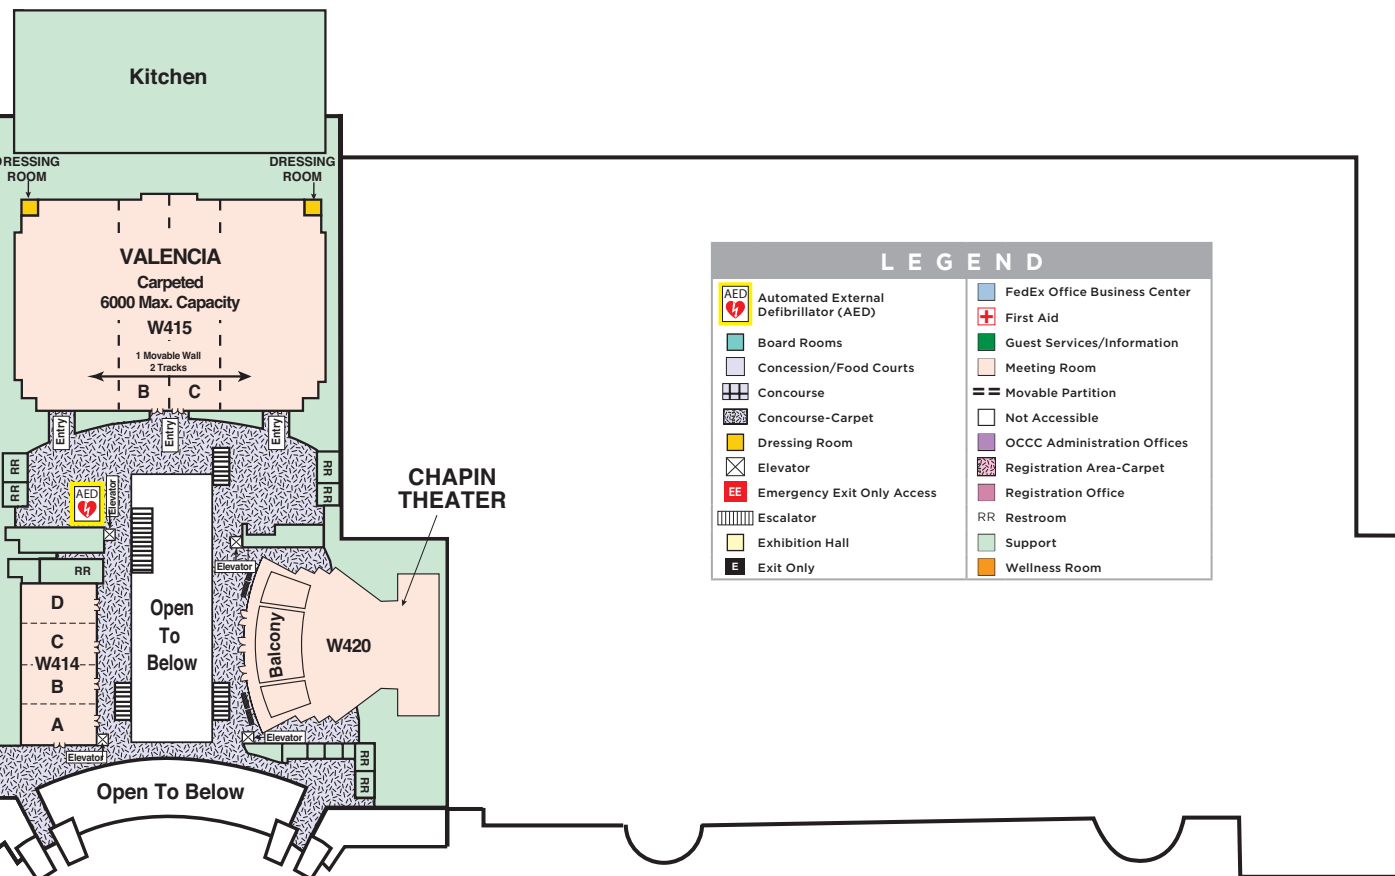 Kitchen
DRESSING
ROOM
DRESSING
ROOM
VALENCIA
Carpeted
6000 Max. Capacity
W415
1 Movable Wall
2 Tracks
B
C
Entry
Entry
Entry
RR
RR
RR
RR
AED
Elevator
Elevator
RR
D
C
W414
B
A
Open
To
Below
Balcony
W420
CHAPIN
THEATER
Elevator
Elevator
RR
RR
Open To Below
LEGEND
AED
Automated External
Defibrillator (AED)
Board Rooms
Concession/Food Courts
Concourse
Concourse-Carpet
Dressing Room
Elevator
EE
Emergency Exit Only Access
Escalator
Exhibition Hall
E
Exit Only
FedEx Office Business Center
First Aid
Guest Services/Information
Meeting Room
Movable Partition
Not Accessible
OCCC Administration Offices
Registration Area-Carpet
Registration Office
RR
Restroom
Support
Wellness Room